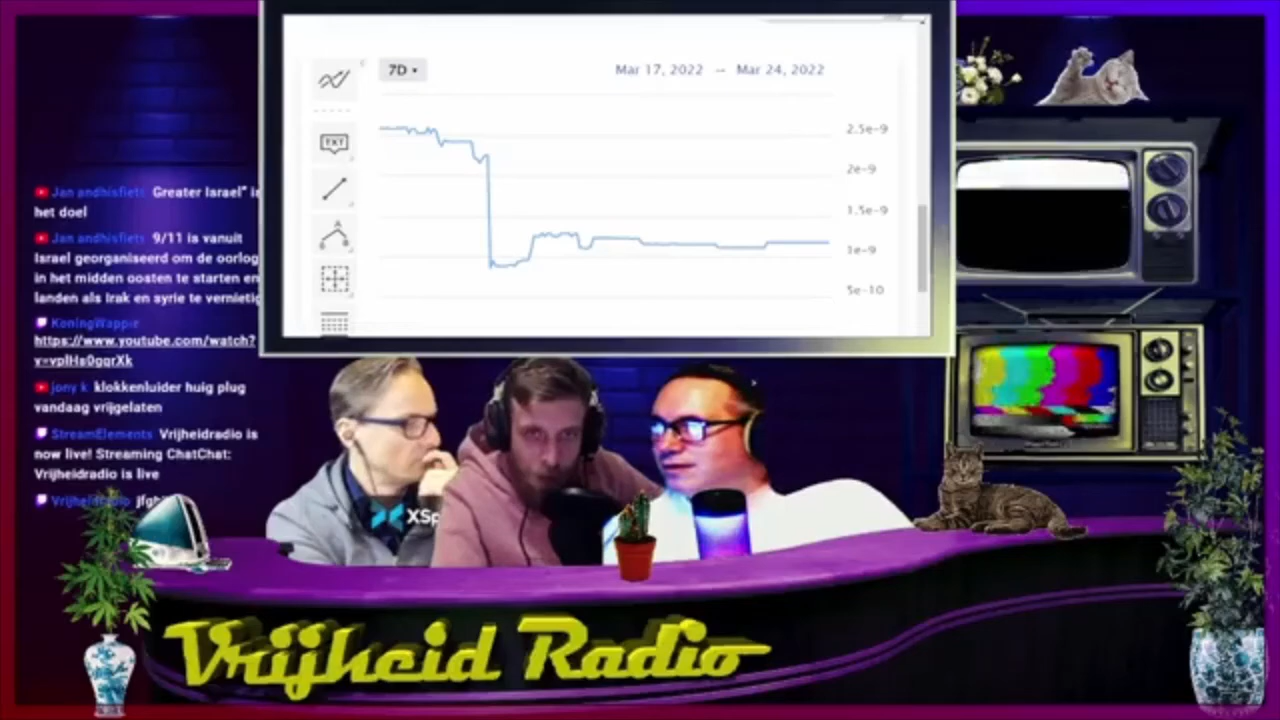 7D
Mar 17, 2022 — Mar 24, 2022
TXT
2.5e-9
2e-9
1.5e-9
1e-9
5e-10
Jan andhisfiets Greater Israel" is
het doel
Jan andhisfiets 9/11 is vanuit
Israel georganiseerd om de oorlog
in het midden oosten te starten en
landen als Irak en syrie te vernietig
KoningWappie
https://www.youtube.com/watch?
jony k klokkenluider huig plug
vandaag vrijgelaten
StreamElements Vrijheidradio is
now live! Streaming ChatChat:
Vrijheidradio is live
Vrijheidradio jfgh
XSp
Vrijheid Radio